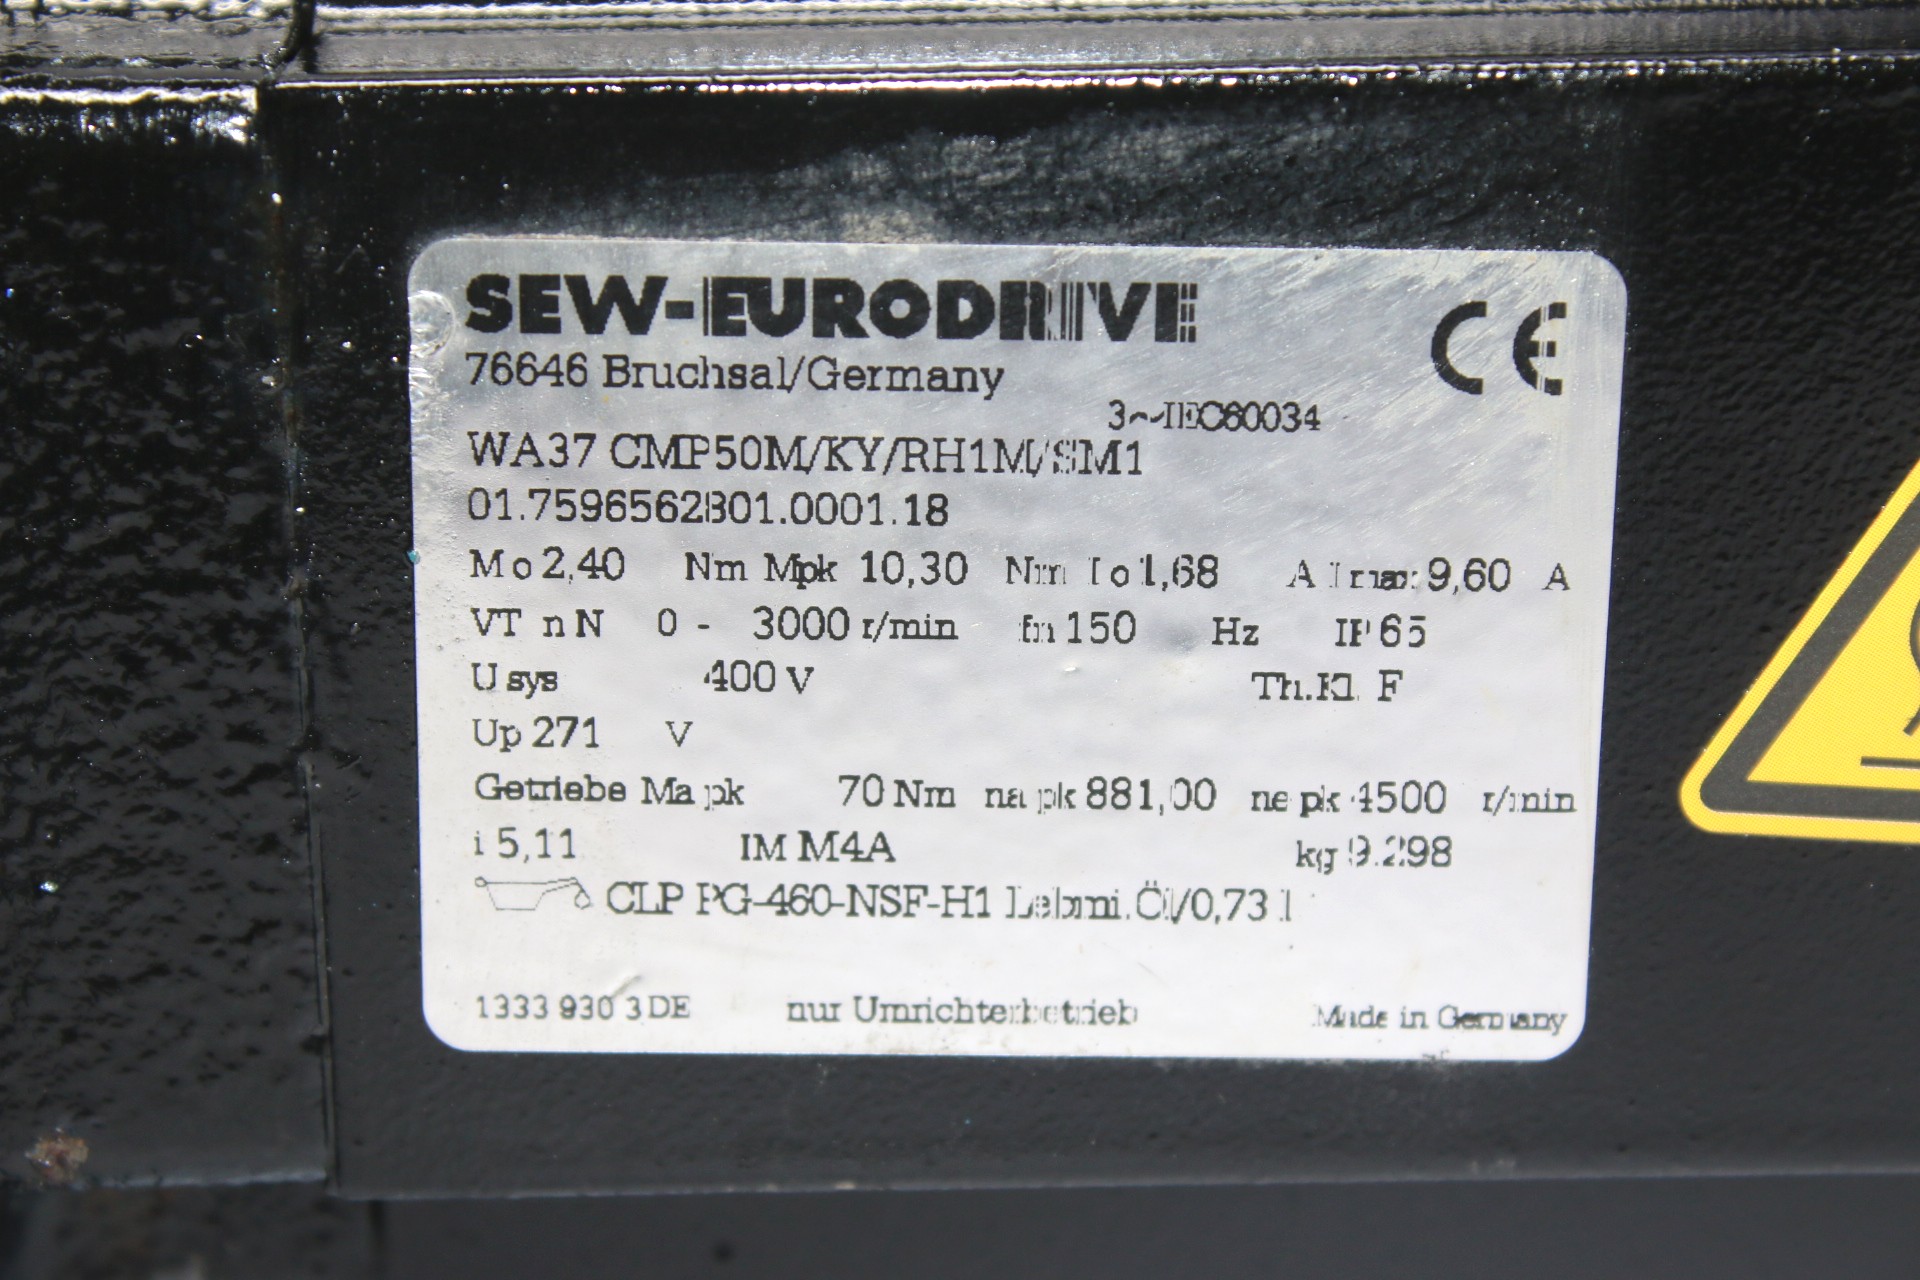 SEW-EURODRIVE
CE
76646 Bruchsal/Germany
3~IEC60034
WA37 CMP50M/KY/RH1M/SM1
01.7596562801.0001.18
Mo 2,40 Nm Mpk 10,30 Nm Io 1,68 A Imax 9,60 A
VT nN 0 - 3000 r/min fn 150 Hz IP 65
U sys 400 V Th.Kl. F
Up 271 V
Getriebe Ma pk 70 Nm na pk 881,00 ne pk 4500 r/min
i 5,11 IM M4A kg 9.298
CLP PG-460-NSF-H1 Lebmi.Öl/0,73 l
1333 930 3 DE nur Umrichterbetrieb Made in Germany